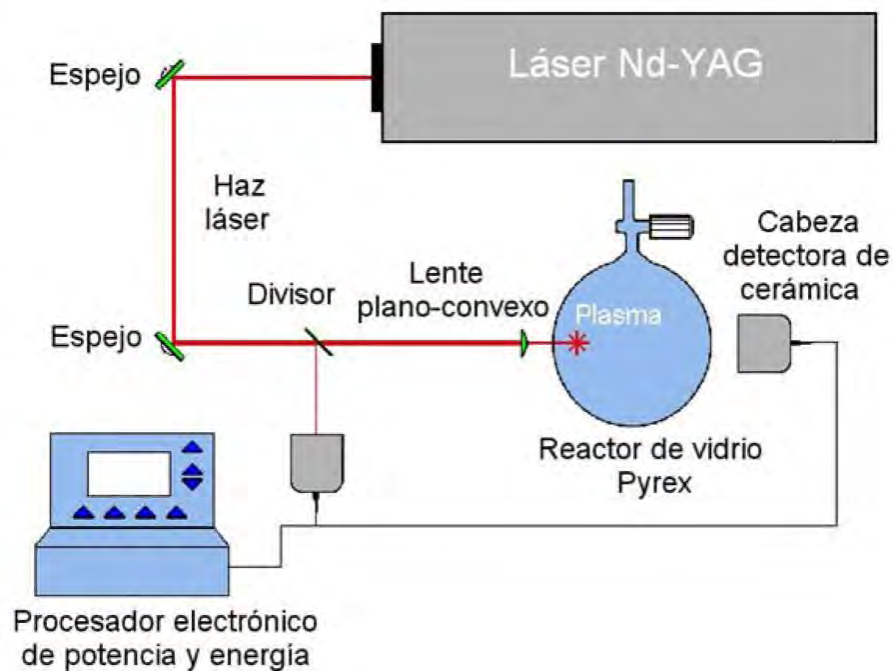 Láser Nd-YAG
Espejo
Haz
láser
Cabeza
detectora de
cerámica
Lente
plano-convexo
Divisor
Plasma
Espejo
Reactor de vidrio
Pyrex
Procesador electrónico
de potencia y energía